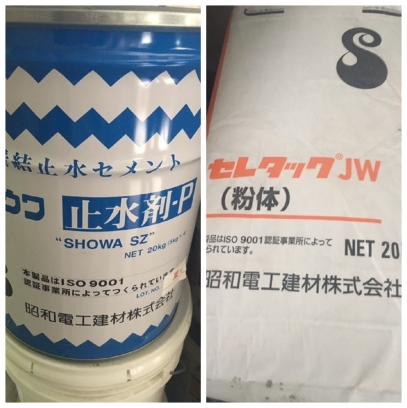 結止水セメント
ウワ 止水剤-P
"SHOWA SZ"
NET 20kg
本製品はISO 9001
認証事業所によってつくられてい
LOT.NO.
昭和電工建材株式会社
セレタック®JW
(粉体)
製品はISO 9001認証事業所によって
られています。
NET 20
昭和電工建材株式会社